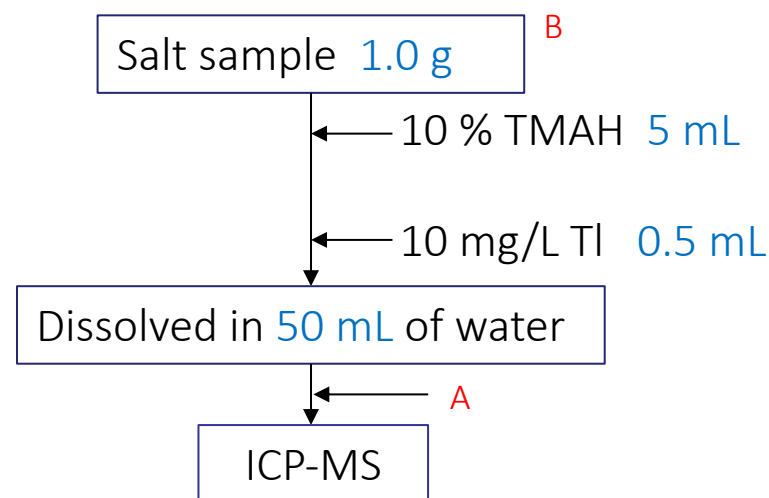 Salt sample 1.0 g
B
10 % TMAH 5 mL
10 mg/L Tl 0.5 mL
Dissolved in 50 mL of water
A
ICP-MS